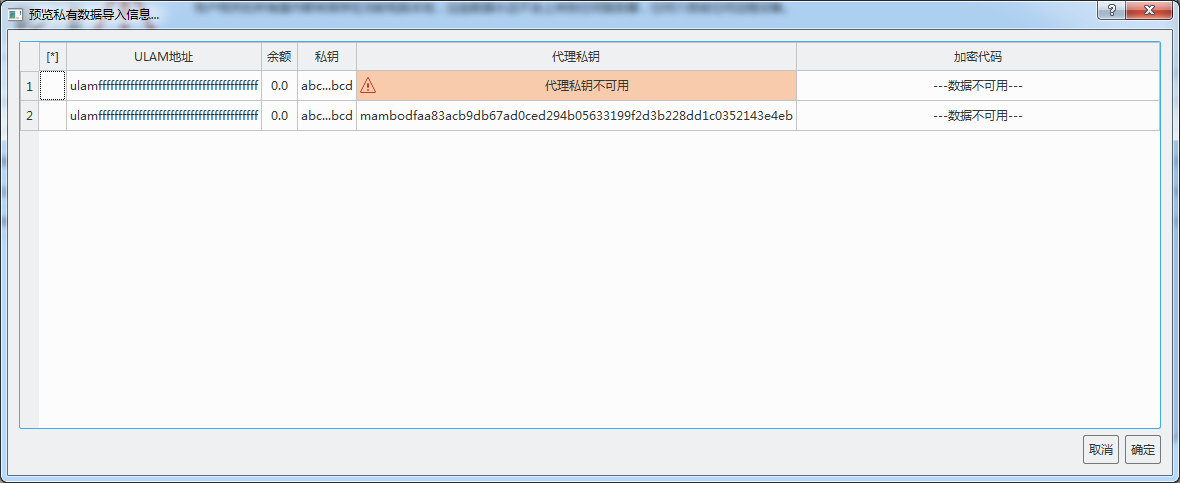 预览私有数据导入信息...
[*] ULAM地址 余额 私钥 代理私钥 加密代码
1 ulamffffffffffffffffffffffffffffffffffffffff 0.0 abc...bcd 代理私钥不可用 ---数据不可用---
2 ulamffffffffffffffffffffffffffffffffffffffff 0.0 abc...bcd mambodfaa83acb9db67ad0ced294b05633199f2d3b228dd1c0352143e4eb ---数据不可用---
取消 确定